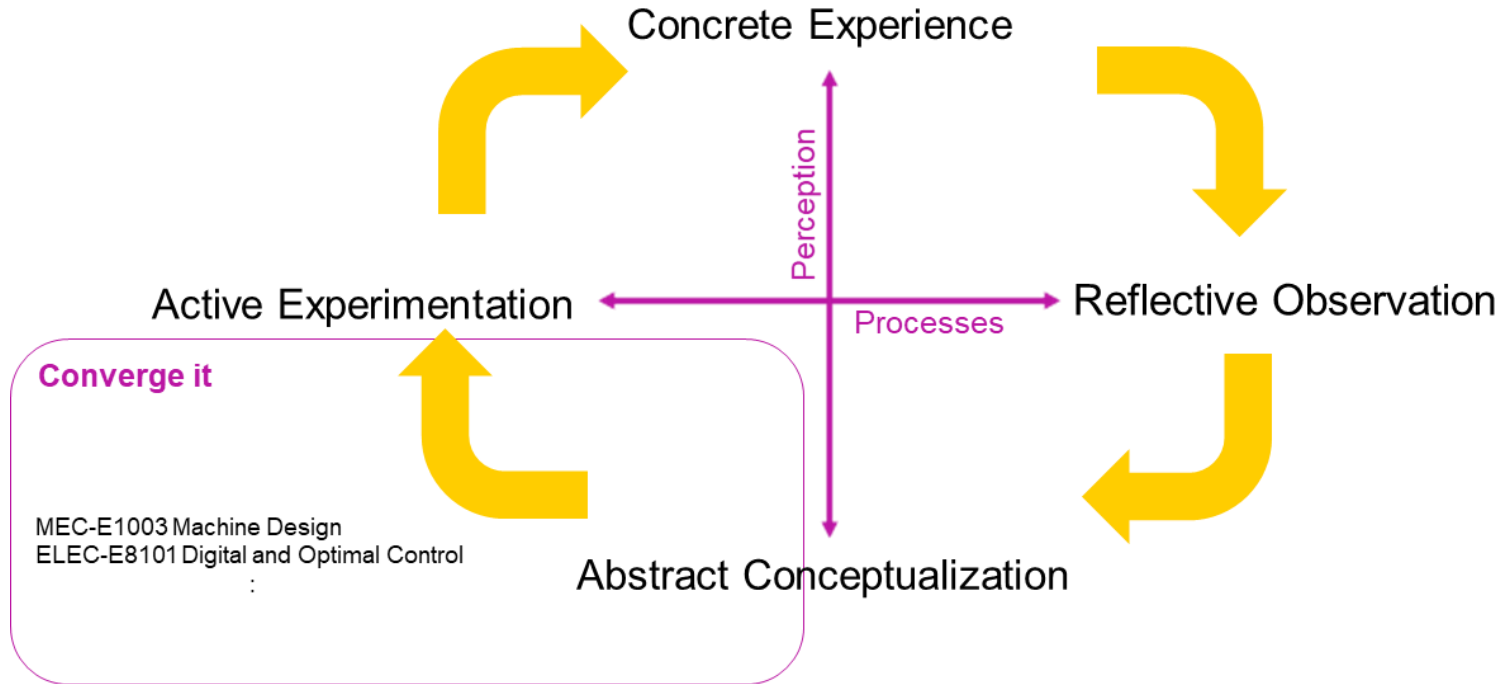 Concrete Experience
Perception
Active Experimentation
Reflective Observation
Processes
Converge it
MEC-E1003 Machine Design
ELEC-E8101 Digital and Optimal Control
:
Abstract Conceptualization